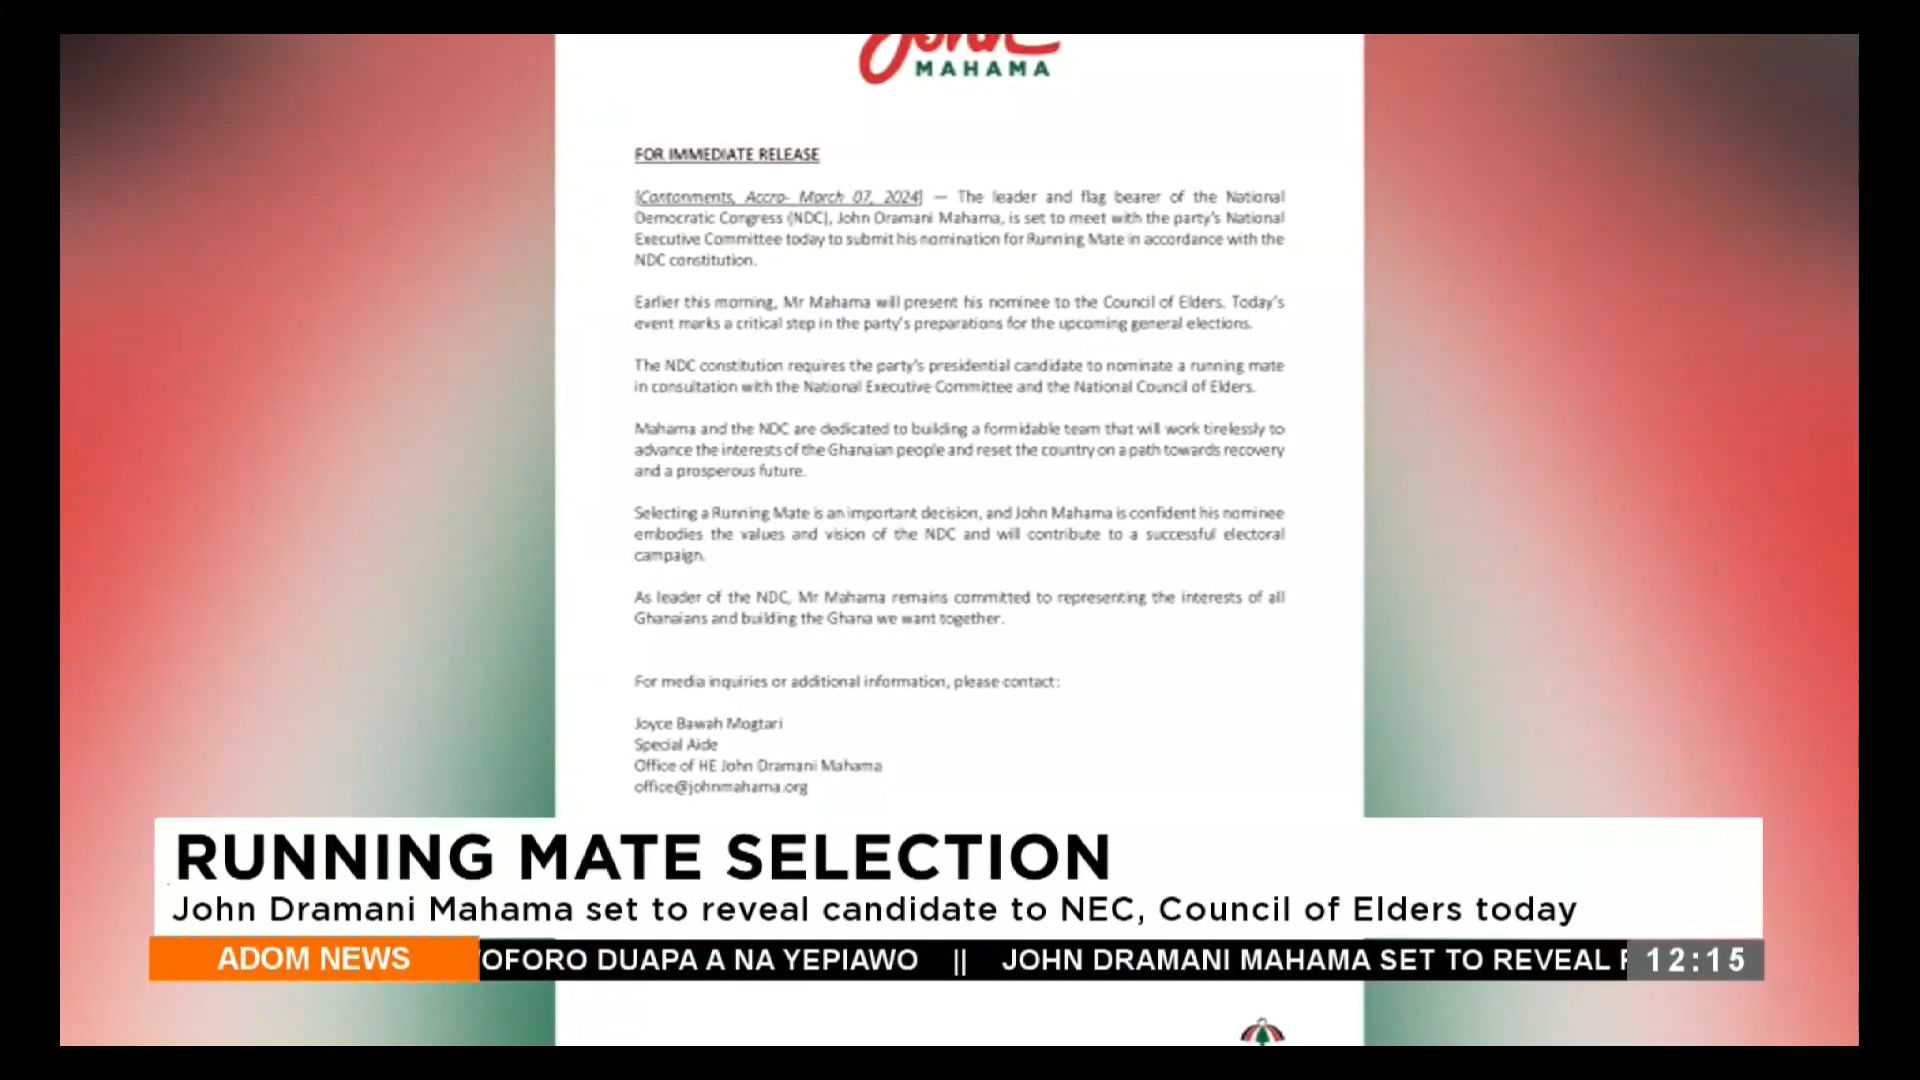 John
MAHAMA
FOR IMMEDIATE RELEASE
[Cantonments, Accra- March 07, 2024] — The leader and flag bearer of the National
Democratic Congress (NDC), John Dramani Mahama, is set to meet with the party's National
Executive Committee today to submit his nomination for Running Mate in accordance with the
NDC constitution.
Earlier this morning, Mr Mahama will present his nominee to the Council of Elders. Today's
event marks a critical step in the party's preparations for the upcoming general elections.
The NDC constitution requires the party's presidential candidate to nominate a running mate
in consultation with the National Executive Committee and the National Council of Elders.
Mahama and the NDC are dedicated to building a formidable team that will work tirelessly to
advance the interests of the Ghanaian people and reset the country on a path towards recovery
and a prosperous future.
Selecting a Running Mate is an important decision, and John Mahama is confident his nominee
embodies the values and vision of the NDC and will contribute to a successful electoral
campaign.
As leader of the NDC, Mr Mahama remains committed to representing the interests of all
Ghanaians and building the Ghana we want together.
For media inquiries or additional information, please contact:
Joyce Bawah Mogtari
Special Aide
Office of HE John Dramani Mahama
office@johnmahama.org
RUNNING MATE SELECTION
John Dramani Mahama set to reveal candidate to NEC, Council of Elders today
ADOM NEWS
OFORO DUAPA A NA YEPIAWO || JOHN DRAMANI MAHAMA SET TO REVEAL
12:15